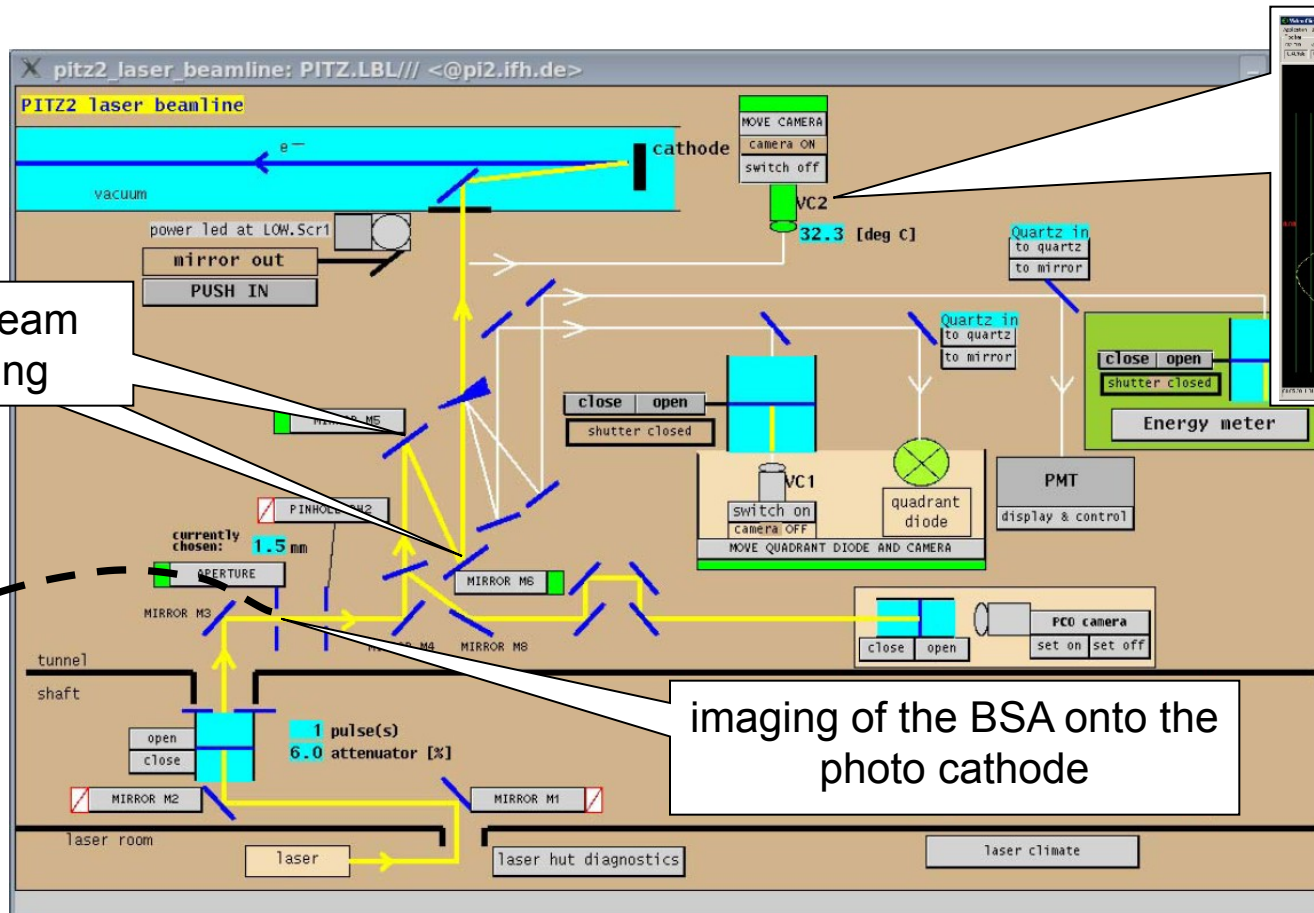 pitz2_laser_beamline: PITZ.LBL/// <@pi2.ifh.de>
PITZ2 laser beamline
MOVE CAMERA
camera ON
switch off
e—
cathode
vacuum
VC2
32.3 [deg C]
power led at LOW.Scr1
mirror out
PUSH IN
Quartz in
to quartz
to mirror
Quartz in
to quartz
to mirror
close open
shutter closed
Energy meter
close open
shutter closed
MIRROR M5
VC1
switch on
camera OFF
quadrant
diode
MOVE QUADRANT DIODE AND CAMERA
PMT
display & control
currently
chosen: 1.5 mm
APERTURE
MIRROR M6
MIRROR M3
MIRROR M8
PCO camera
set on set off
close open
tunnel
shaft
open
close
1 pulse(s)
6.0 attenuator [%]
imaging of the BSA onto the
photo cathode
MIRROR M2
MIRROR M1
laser room
laser
laser hut diagnostics
laser climate